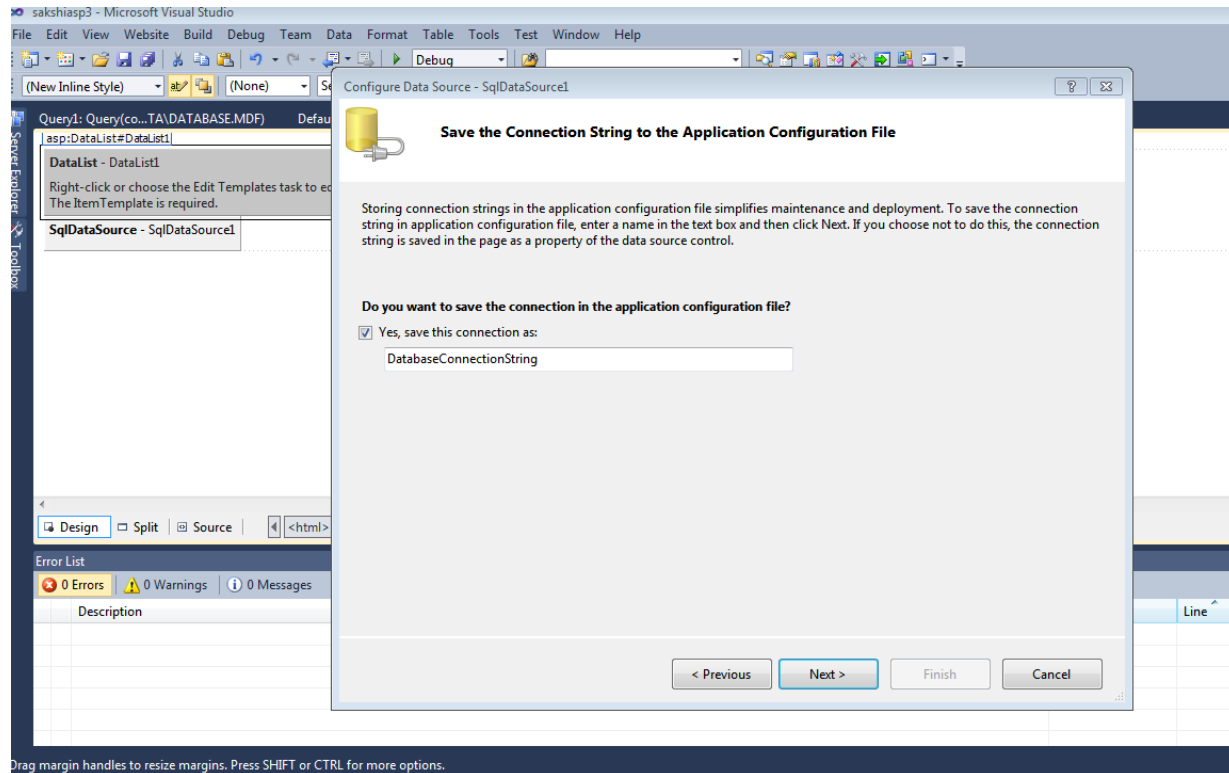 sakshiasp3 - Microsoft Visual Studio
File Edit View Website Build Debug Team Data Format Table Tools Test Window Help
Debug
(New Inline Style) (None)
Configure Data Source - SqlDataSource1
Query1: Query(co...TA\DATABASE.MDF)
Server Explorer
Toolbox
asp:DataList#DataList1
DataList - DataList1
Right-click or choose the Edit Templates task to
The ItemTemplate is required.
SqlDataSource - SqlDataSource1
Save the Connection String to the Application Configuration File
Storing connection strings in the application configuration file simplifies maintenance and deployment. To save the connection
string in application configuration file, enter a name in the text box and then click Next. If you choose not to do this, the connection
string is saved in the page as a property of the data source control.
Do you want to save the connection in the application configuration file?
Yes, save this connection as:
DatabaseConnectionString
Design Split Source <html>
< Previous Next > Finish Cancel
Error List
0 Errors 0 Warnings 0 Messages
Description Line
Drag margin handles to resize margins. Press SHIFT or CTRL for more options.